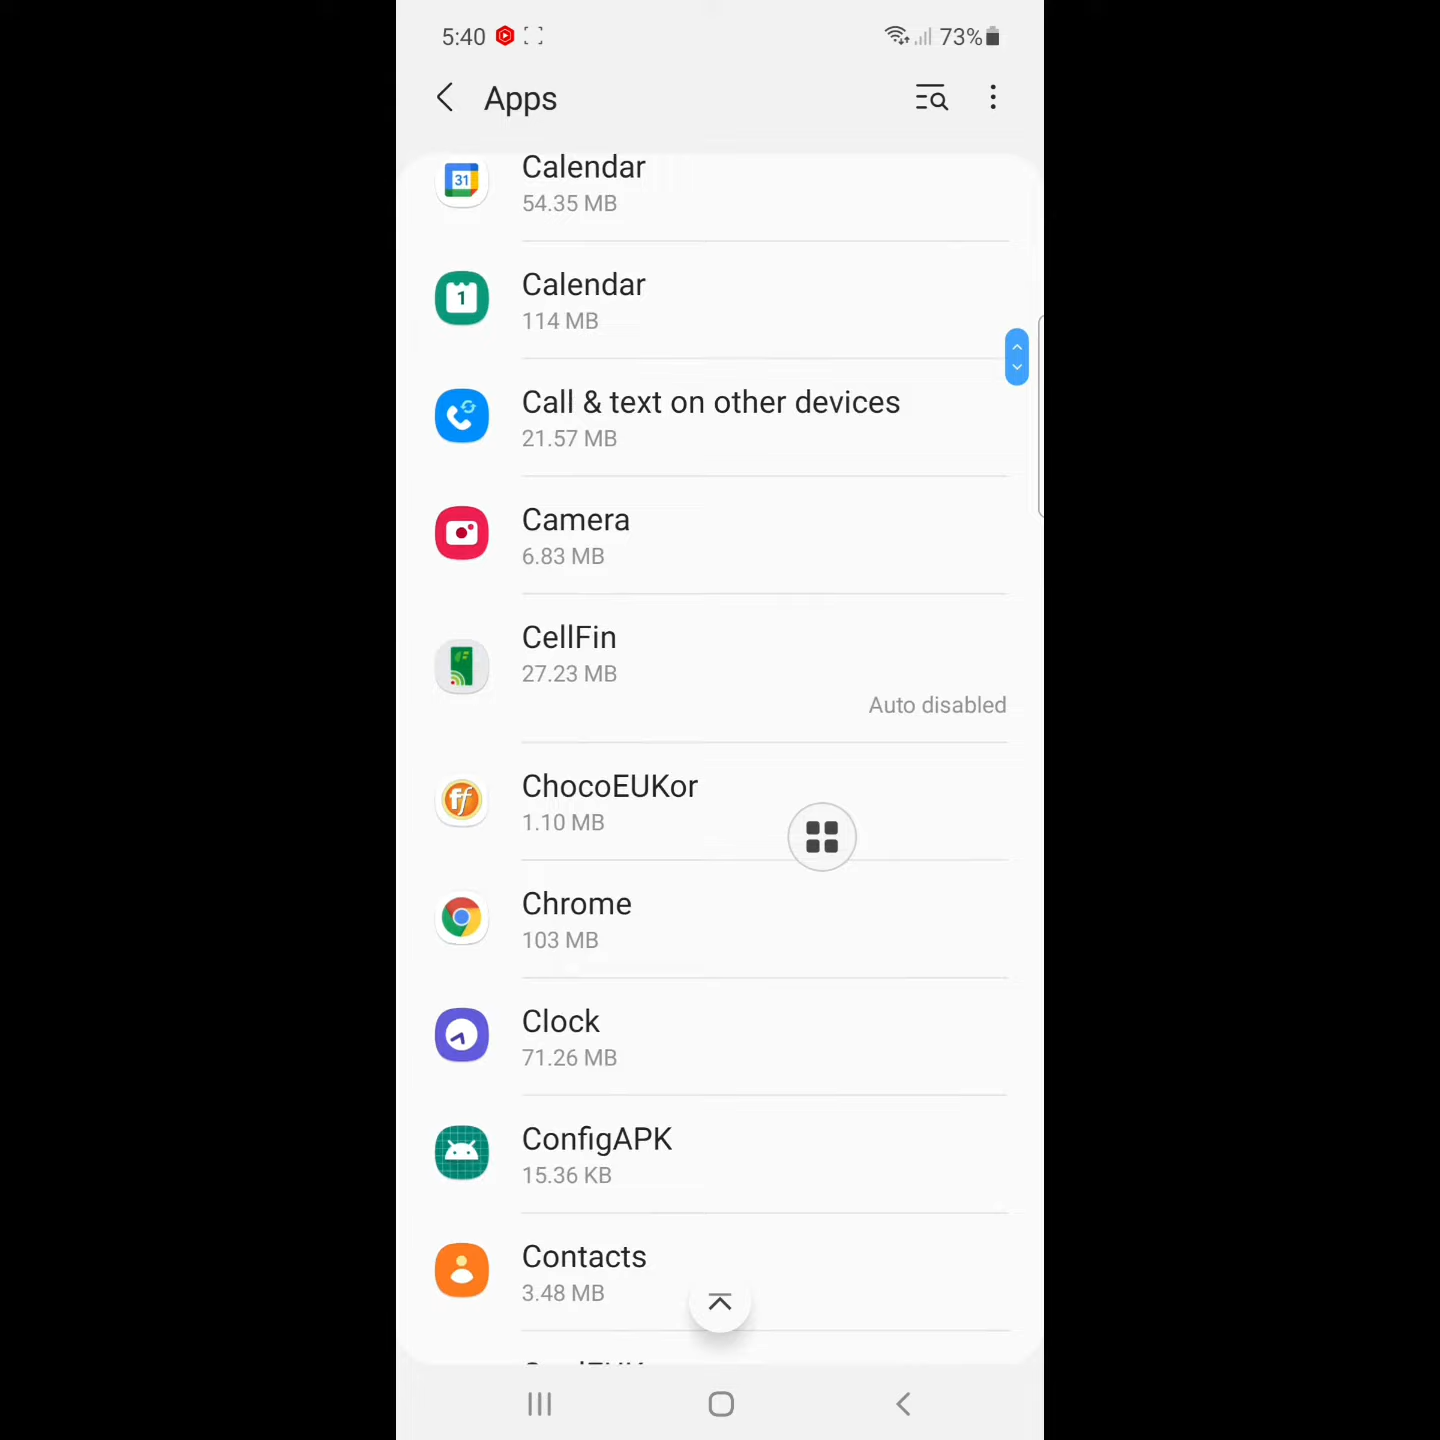 5:40
73%
Apps
Calendar
54.35 MB
Calendar
114 MB
Call & text on other devices
21.57 MB
Camera
6.83 MB
CellFin
27.23 MB
Auto disabled
ChocoEUKor
1.10 MB
Chrome
103 MB
Clock
71.26 MB
ConfigAPK
15.36 KB
Contacts
3.48 MB